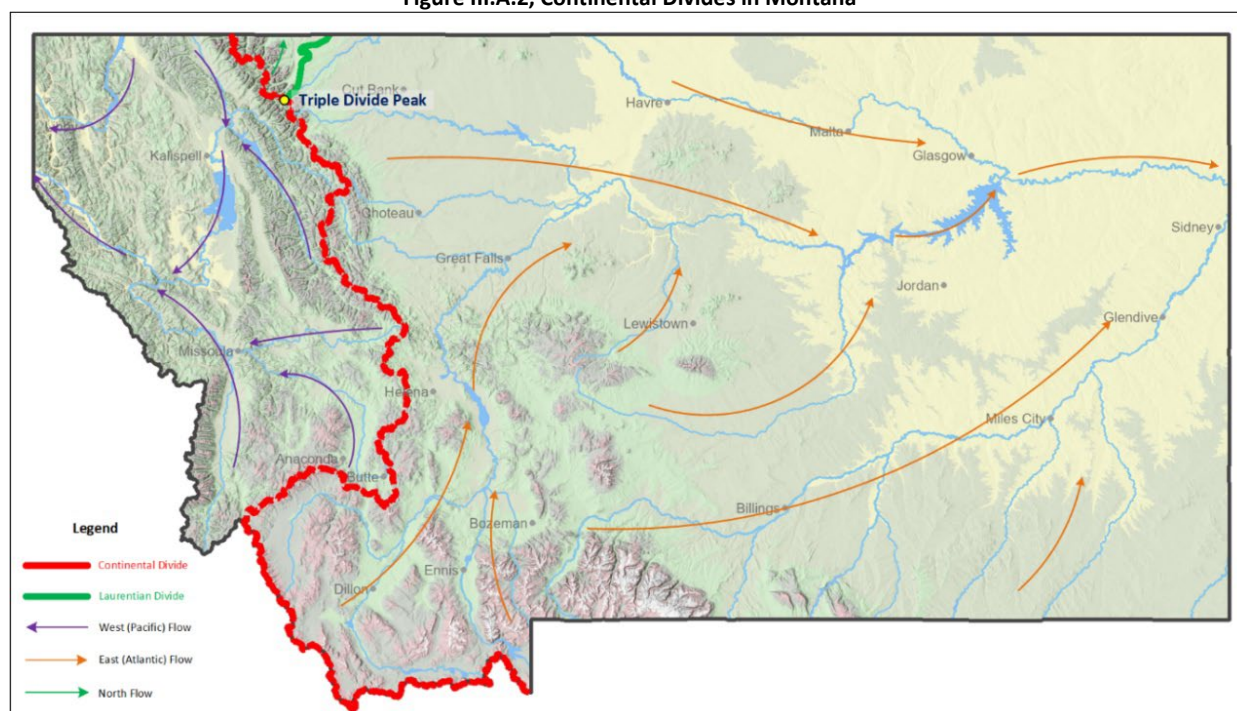 Figure III.A.2, Continental Divides in Montana
Cut Bank
Triple Divide Peak
Havre
Malta
Kalispell
Glasgow
Choteau
Sidney
Great Falls
Jordan
Lewistown
Glendive
Missoula
Helena
Miles City
Anaconda
Butte
Billings
Bozeman
Legend
Continental Divide
Ennis
Dillon
Laurentian Divide
West (Pacific) Flow
East (Atlantic) Flow
North Flow